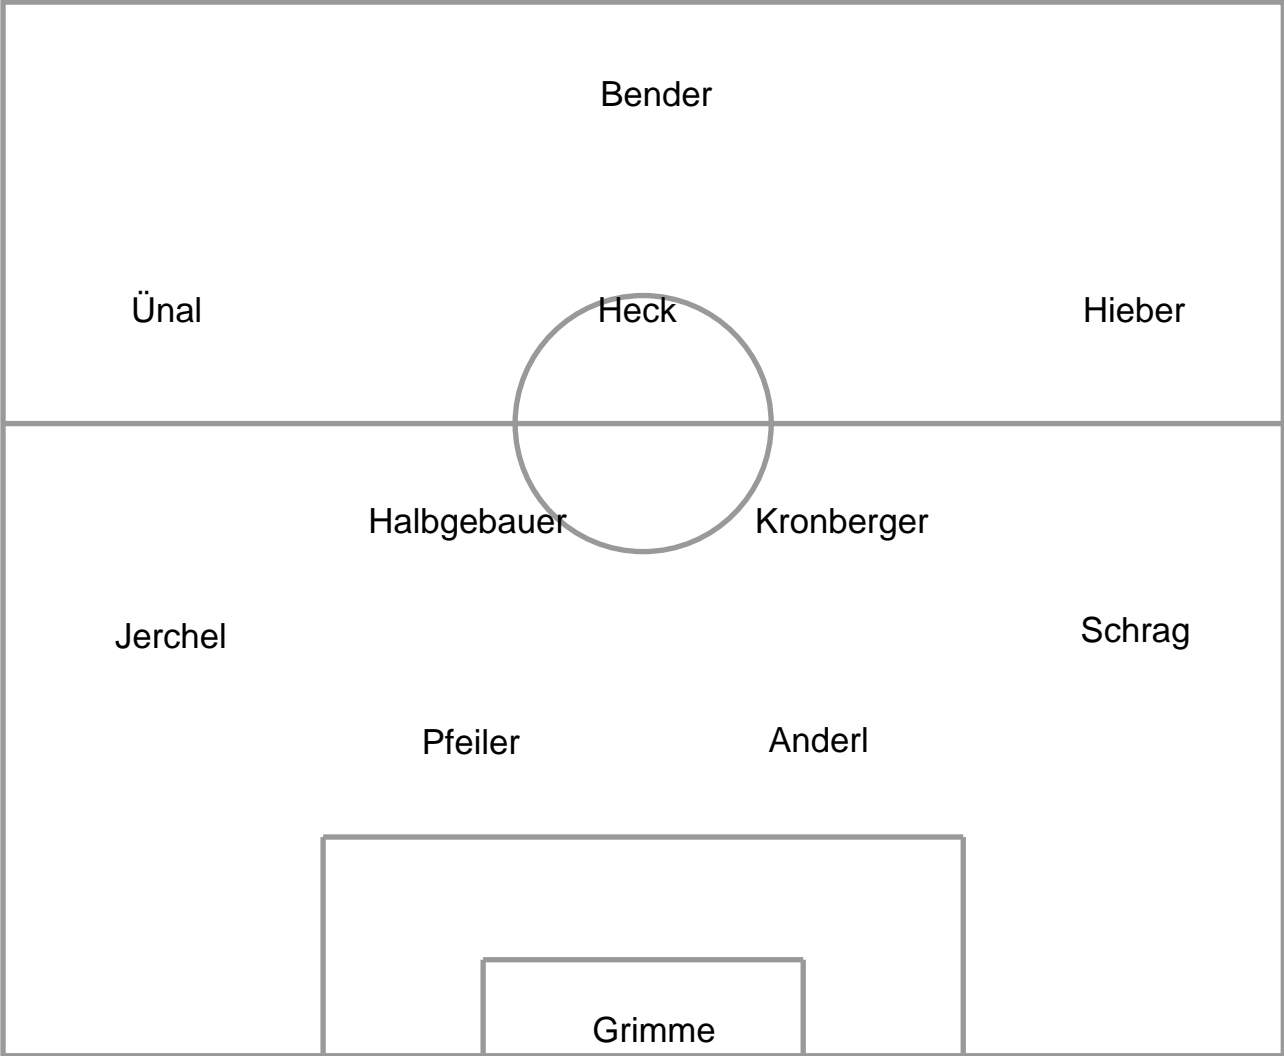 Bender
Ünal Heck Hieber
Halbgebauer Kronberger
Jerchel Schrag
Pfeiler Anderl
Grimme